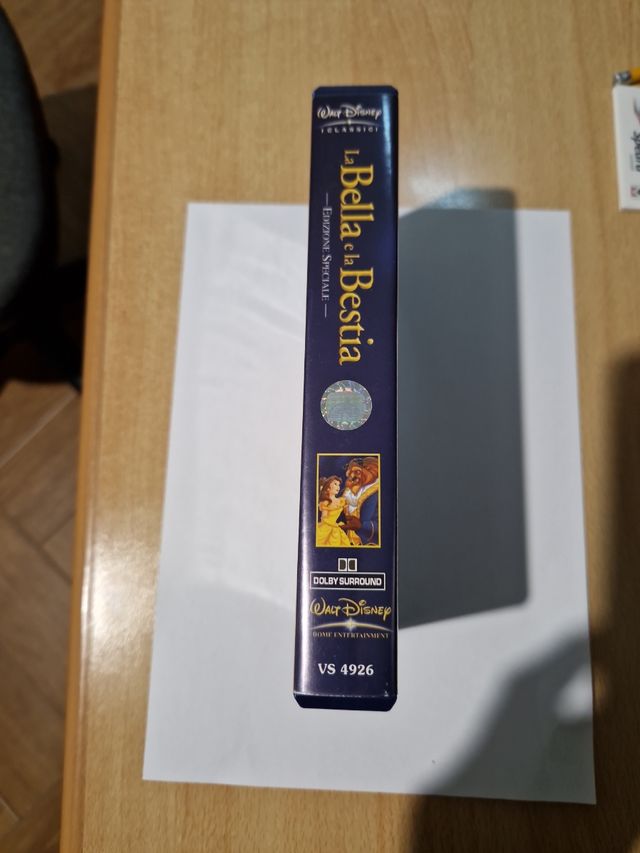 WALT DISNEY
I CLASSICI
La Bella e la Bestia
— EDIZIONE SPECIALE —
DOLBY SURROUND
WALT DISNEY
HOME ENTERTAINMENT
VS 4926